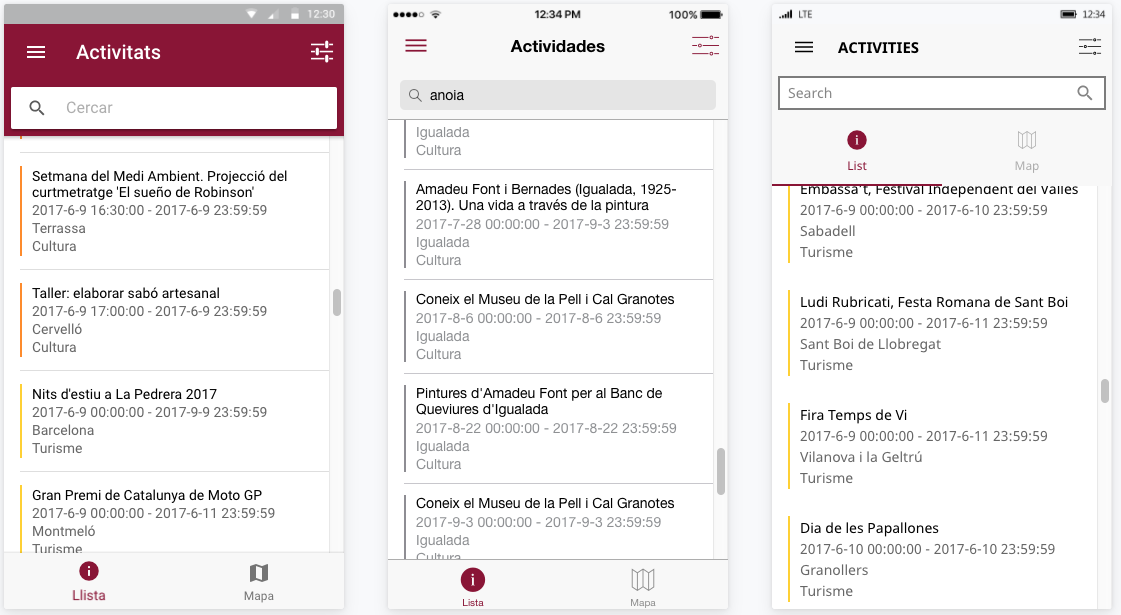 12:30
Activitats
Cercar
Setmana del Medi Ambient. Projecció del
curtmetratge 'El sueño de Robinson'
2017-6-9 16:30:00 - 2017-6-9 23:59:59
Terrassa
Cultura
Taller: elaborar sabó artesanal
2017-6-9 17:00:00 - 2017-6-9 23:59:59
Cervelló
Cultura
Nits d'estiu a La Pedrera 2017
2017-6-9 00:00:00 - 2017-9-9 23:59:59
Barcelona
Turisme
Gran Premi de Catalunya de Moto GP
2017-6-9 00:00:00 - 2017-6-11 23:59:59
Montmeló
Turisme
Llista
Mapa
12:34 PM
100%
Actividades
anoia
Igualada
Cultura
Amadeu Font i Bernades (Igualada, 1925-
2013). Una vida a través de la pintura
2017-7-28 00:00:00 - 2017-9-3 23:59:59
Igualada
Cultura
Coneix el Museu de la Pell i Cal Granotes
2017-8-6 00:00:00 - 2017-8-6 23:59:59
Igualada
Cultura
Pintures d'Amadeu Font per al Banc de
Queviures d'Igualada
2017-8-22 00:00:00 - 2017-8-22 23:59:59
Igualada
Cultura
Coneix el Museu de la Pell i Cal Granotes
2017-9-3 00:00:00 - 2017-9-3 23:59:59
Igualada
Cultura
Lista
Mapa
LTE
12:34
ACTIVITIES
Search
List
Map
Embassa't, Festival Independent del Vallès
2017-6-9 00:00:00 - 2017-6-10 23:59:59
Sabadell
Turisme
Ludi Rubricati, Festa Romana de Sant Boi
2017-6-9 00:00:00 - 2017-6-11 23:59:59
Sant Boi de Llobregat
Turisme
Fira Temps de Vi
2017-6-9 00:00:00 - 2017-6-11 23:59:59
Vilanova i la Geltrú
Turisme
Dia de les Papallones
2017-6-10 00:00:00 - 2017-6-10 23:59:59
Granollers
Turisme